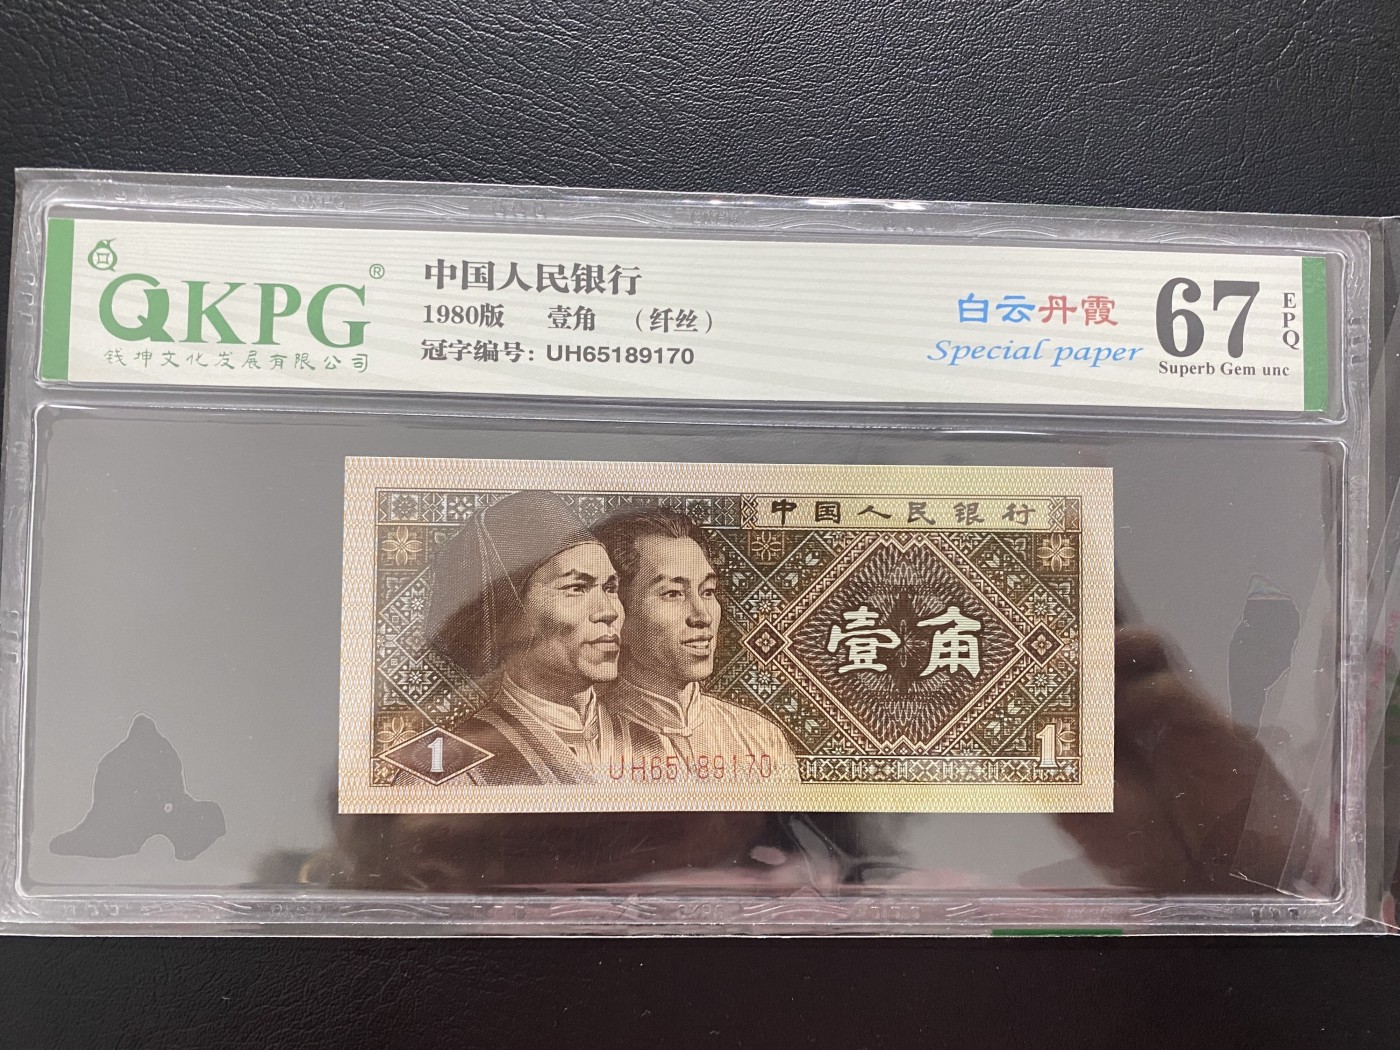 QKPG®
钱坤文化发展有限公司
中国人民银行
1980版 壹角 （纤丝）
冠字编号: UH65189170
白云丹霞
Special paper
67
EPQ
Superb Gem unc
中国人民银行
壹角
1
UH65189170
1